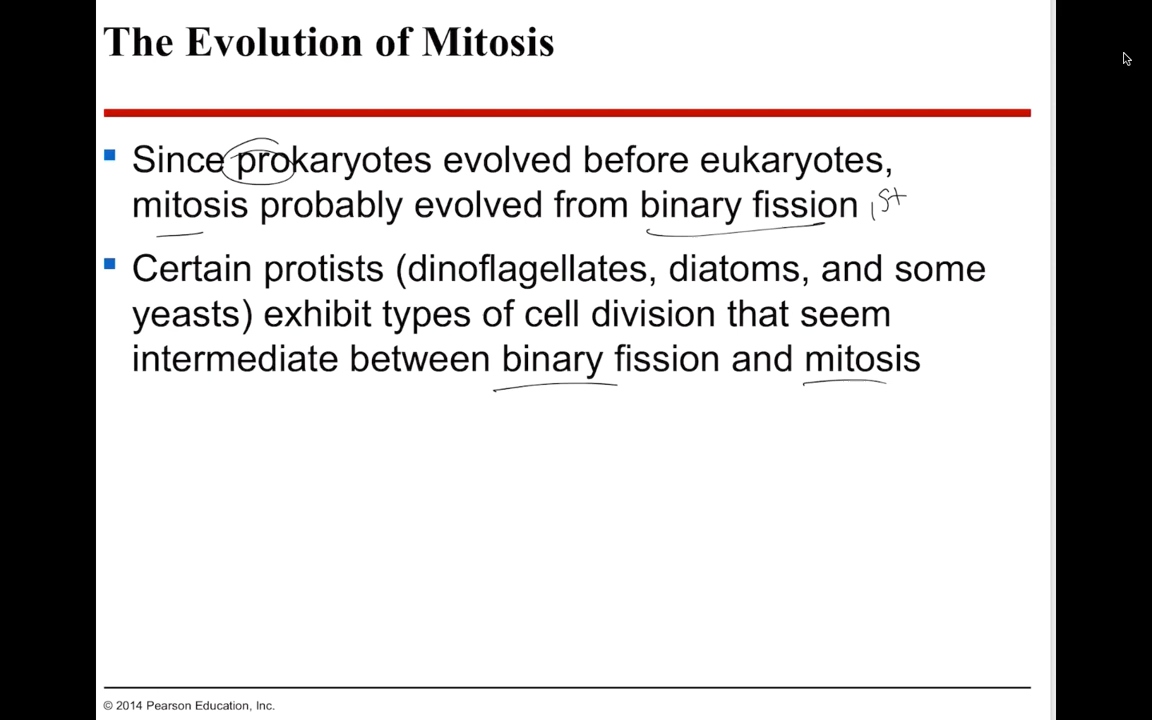 The Evolution of Mitosis
Since prokaryotes evolved before eukaryotes,
mitosis probably evolved from binary fission 1st
Certain protists (dinoflagellates, diatoms, and some
yeasts) exhibit types of cell division that seem
intermediate between binary fission and mitosis
© 2014 Pearson Education, Inc.